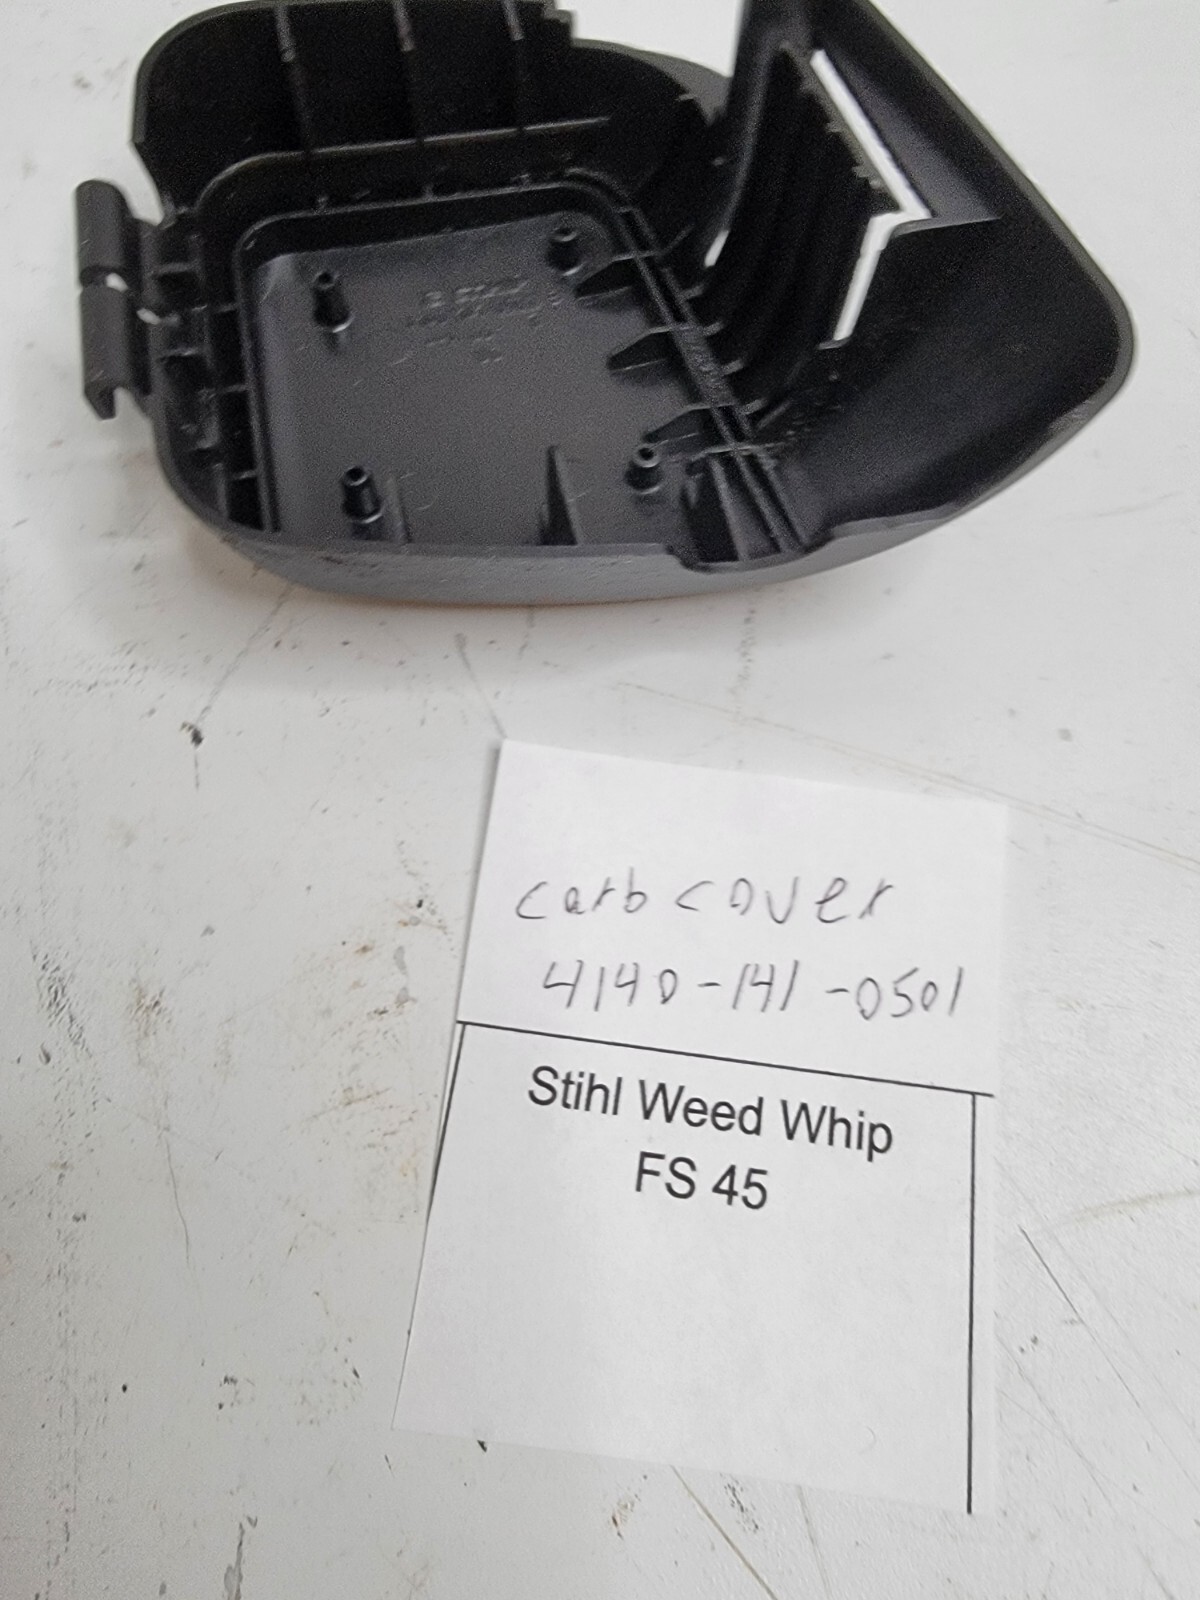 carb cover
4140-141-0501
Stihl Weed Whip
FS 45